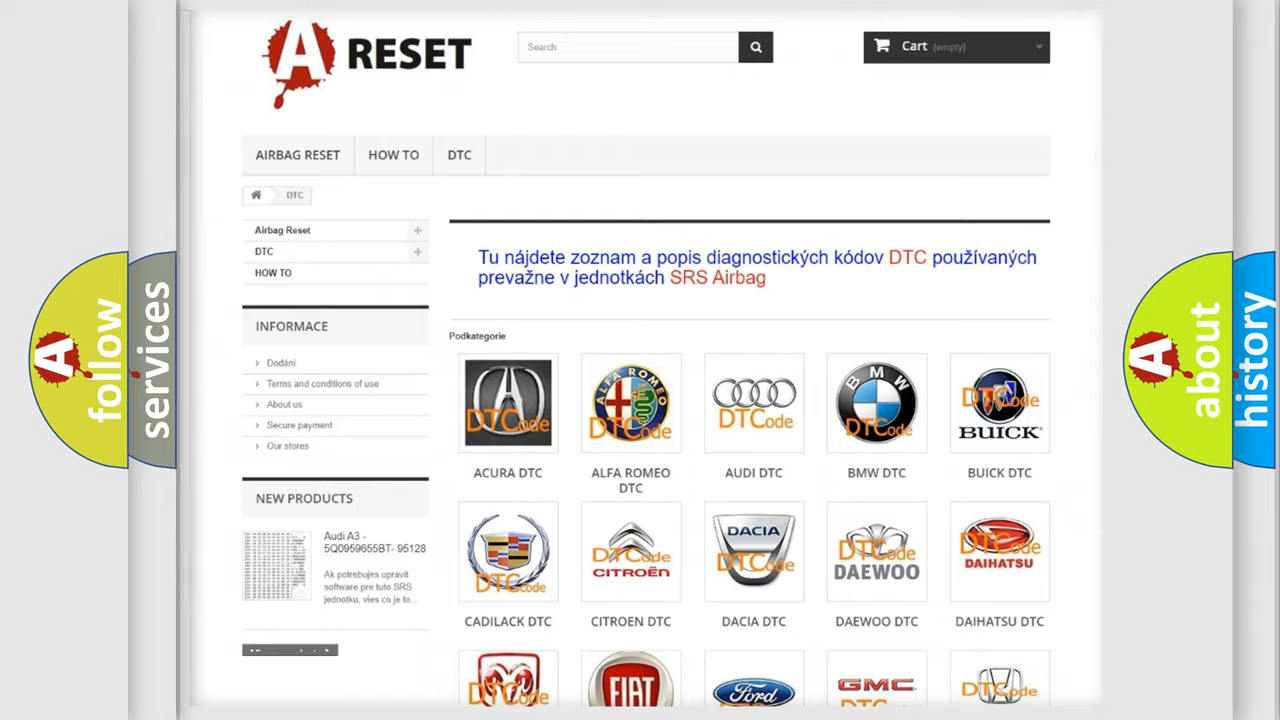 A RESET
Search
Cart (empty)
AIRBAG RESET
HOW TO
DTC
DTC
Airbag Reset
DTC
HOW TO
Tu nájdete zoznam a popis diagnostických kódov DTC používaných
prevažne v jednotkách SRS Airbag
INFORMACE
Dodání
Terms and conditions of use
About us
Secure payment
Our stores
Podkategorie
DTCode
ALFA ROMEO
DTCode
DTCode
BMW
DTCode
DTCode
BUICK
ACURA DTC
ALFA ROMEO
DTC
AUDI DTC
BMW DTC
BUICK DTC
NEW PRODUCTS
Audi A3 -
5Q0959655BT- 95128
Ak potrebujes upravit
software pre tuto SRS
jednotku, vies co je to...
DTCode
DTCode
CITROËN
DACIA
DTCode
DTCode
DAEWOO
DTCode
DAIHATSU
CADILACK DTC
CITROEN DTC
DACIA DTC
DAEWOO DTC
DAIHATSU DTC
DTCode
FIAT
Ford
GMC
DTCode
A follow
services
A about
history